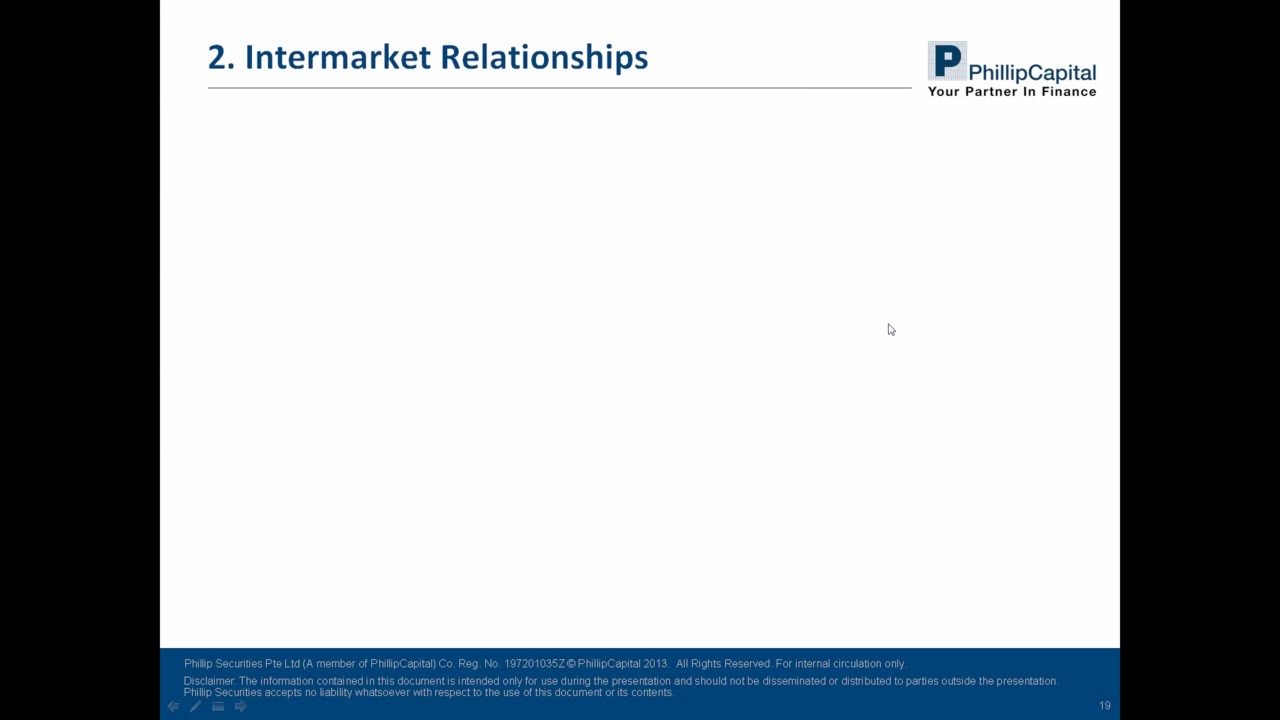 2. Intermarket Relationships
P PhillipCapital
Your Partner In Finance
Phillip Securities Pte Ltd (A member of PhillipCapital) Co. Reg. No. 197201035Z © PhillipCapital 2013. All Rights Reserved. For internal circulation only.
Disclaimer: The information contained in this document is intended only for use during the presentation and should not be disseminated or distributed to parties outside the presentation.
Phillip Securities accepts no liability whatsoever with respect to the use of this document or its contents.
19